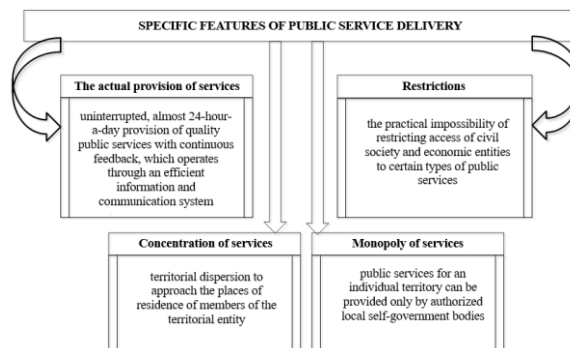 SPECIFIC FEATURES OF PUBLIC SERVICE DELIVERY
The actual provision of services
uninterrupted, almost 24-hour-
a-day provision of quality
public services with continuous
feedback, which operates
through an efficient
information and
communication system
Restrictions
the practical impossibility of
restricting access of civil
society and economic entities
to certain types of public
services
Concentration of services
territorial dispersion to
approach the places of
residence of members of the
territorial entity
Monopoly of services
public services for an
individual territory can be
provided only by authorized
local self-government bodies